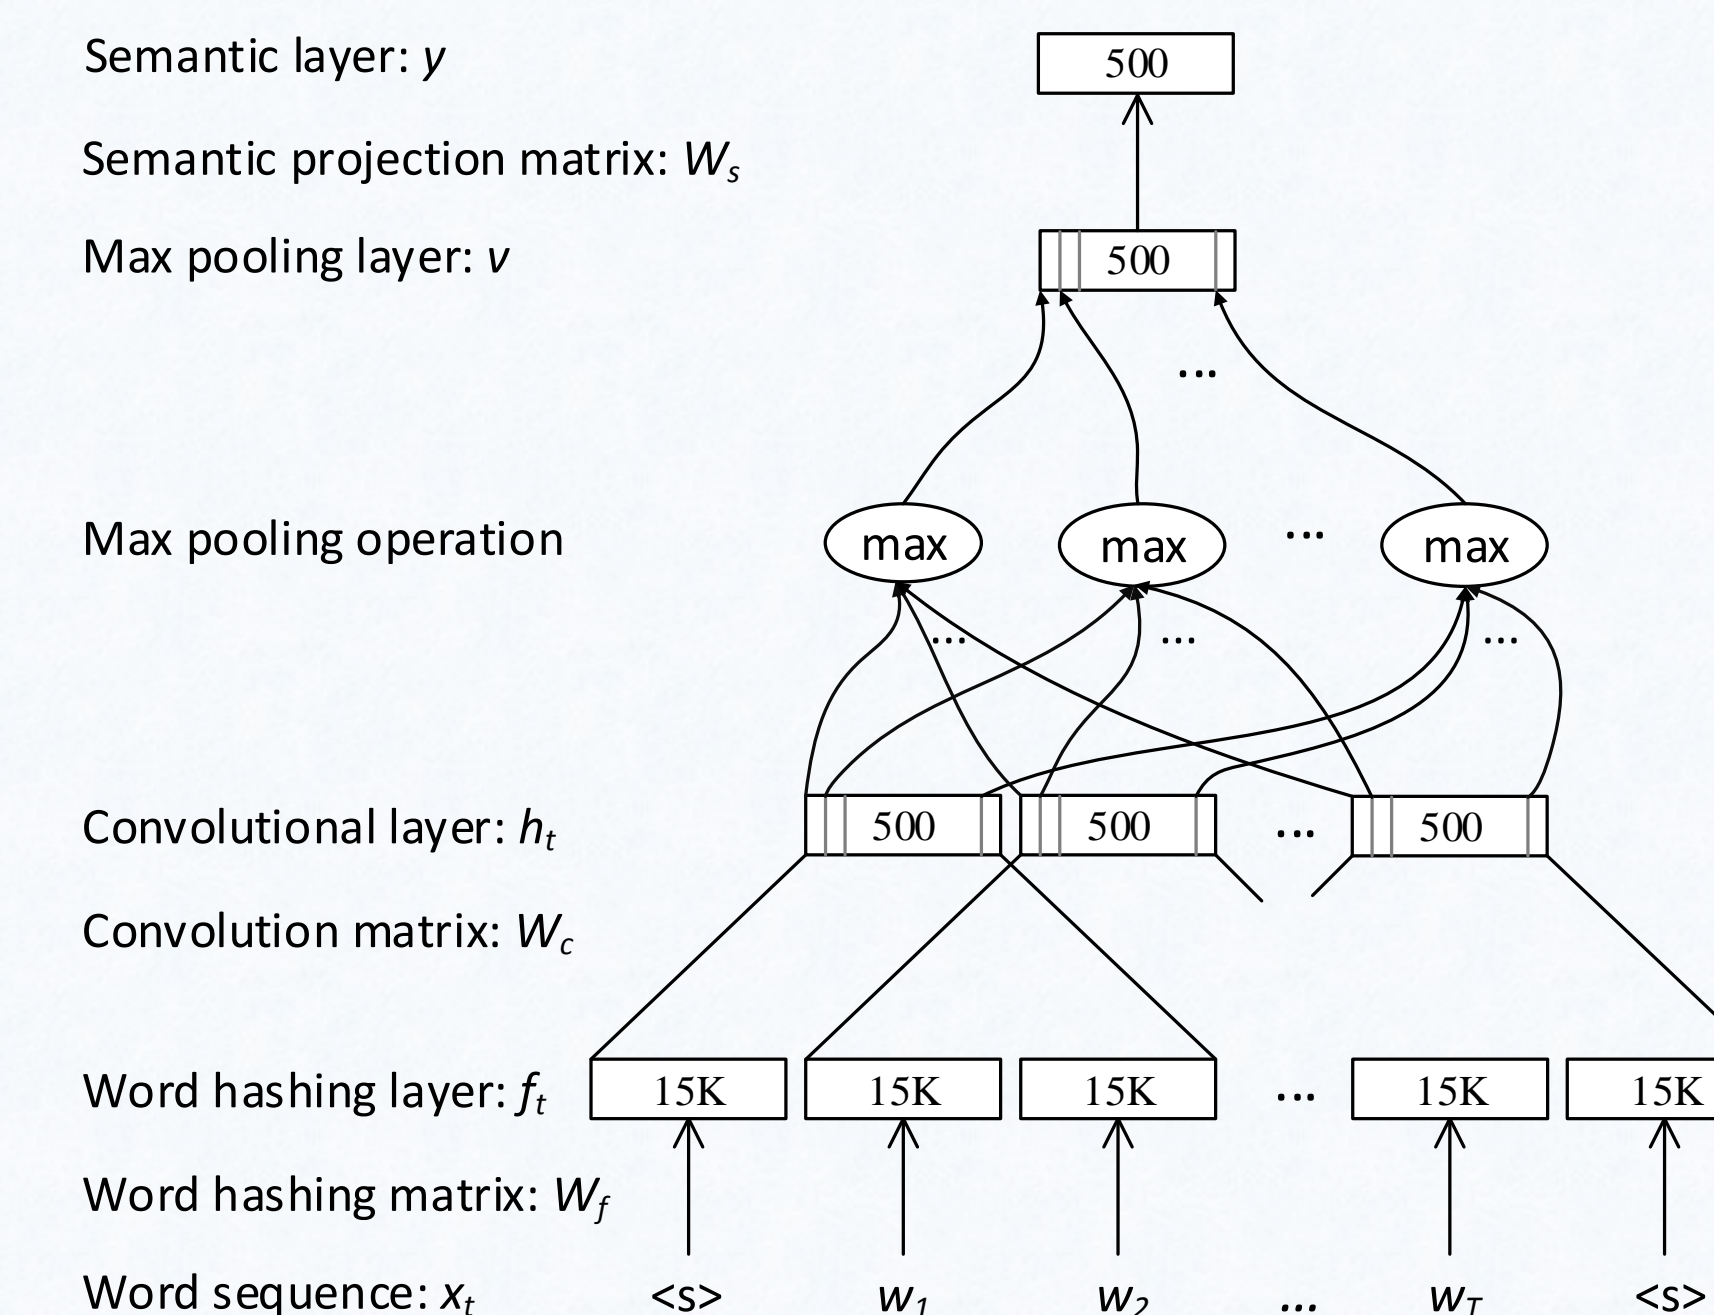 Semantic layer: y 500
Semantic projection matrix: Ws
Max pooling layer: v 500
...
Max pooling operation max max ... max
... ... ...
Convolutional layer: ht 500 500 ... 500
Convolution matrix: Wc
Word hashing layer: ft 15K 15K 15K ... 15K 15K
Word hashing matrix: Wf
Word sequence: xt <s> w1 w2 ... wT <s>